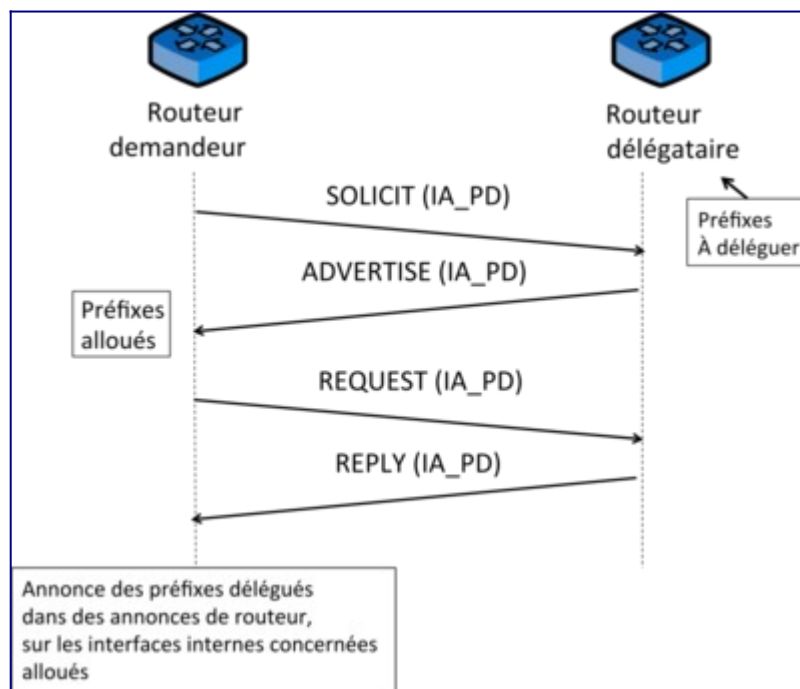 Routeur
demandeur
Routeur
délégataire
SOLICIT (IA_PD)
Préfixes
À déléguer
ADVERTISE (IA_PD)
Préfixes
alloués
REQUEST (IA_PD)
REPLY (IA_PD)
Annonce des préfixes délégués
dans des annonces de routeur,
sur les interfaces internes concernées
alloués